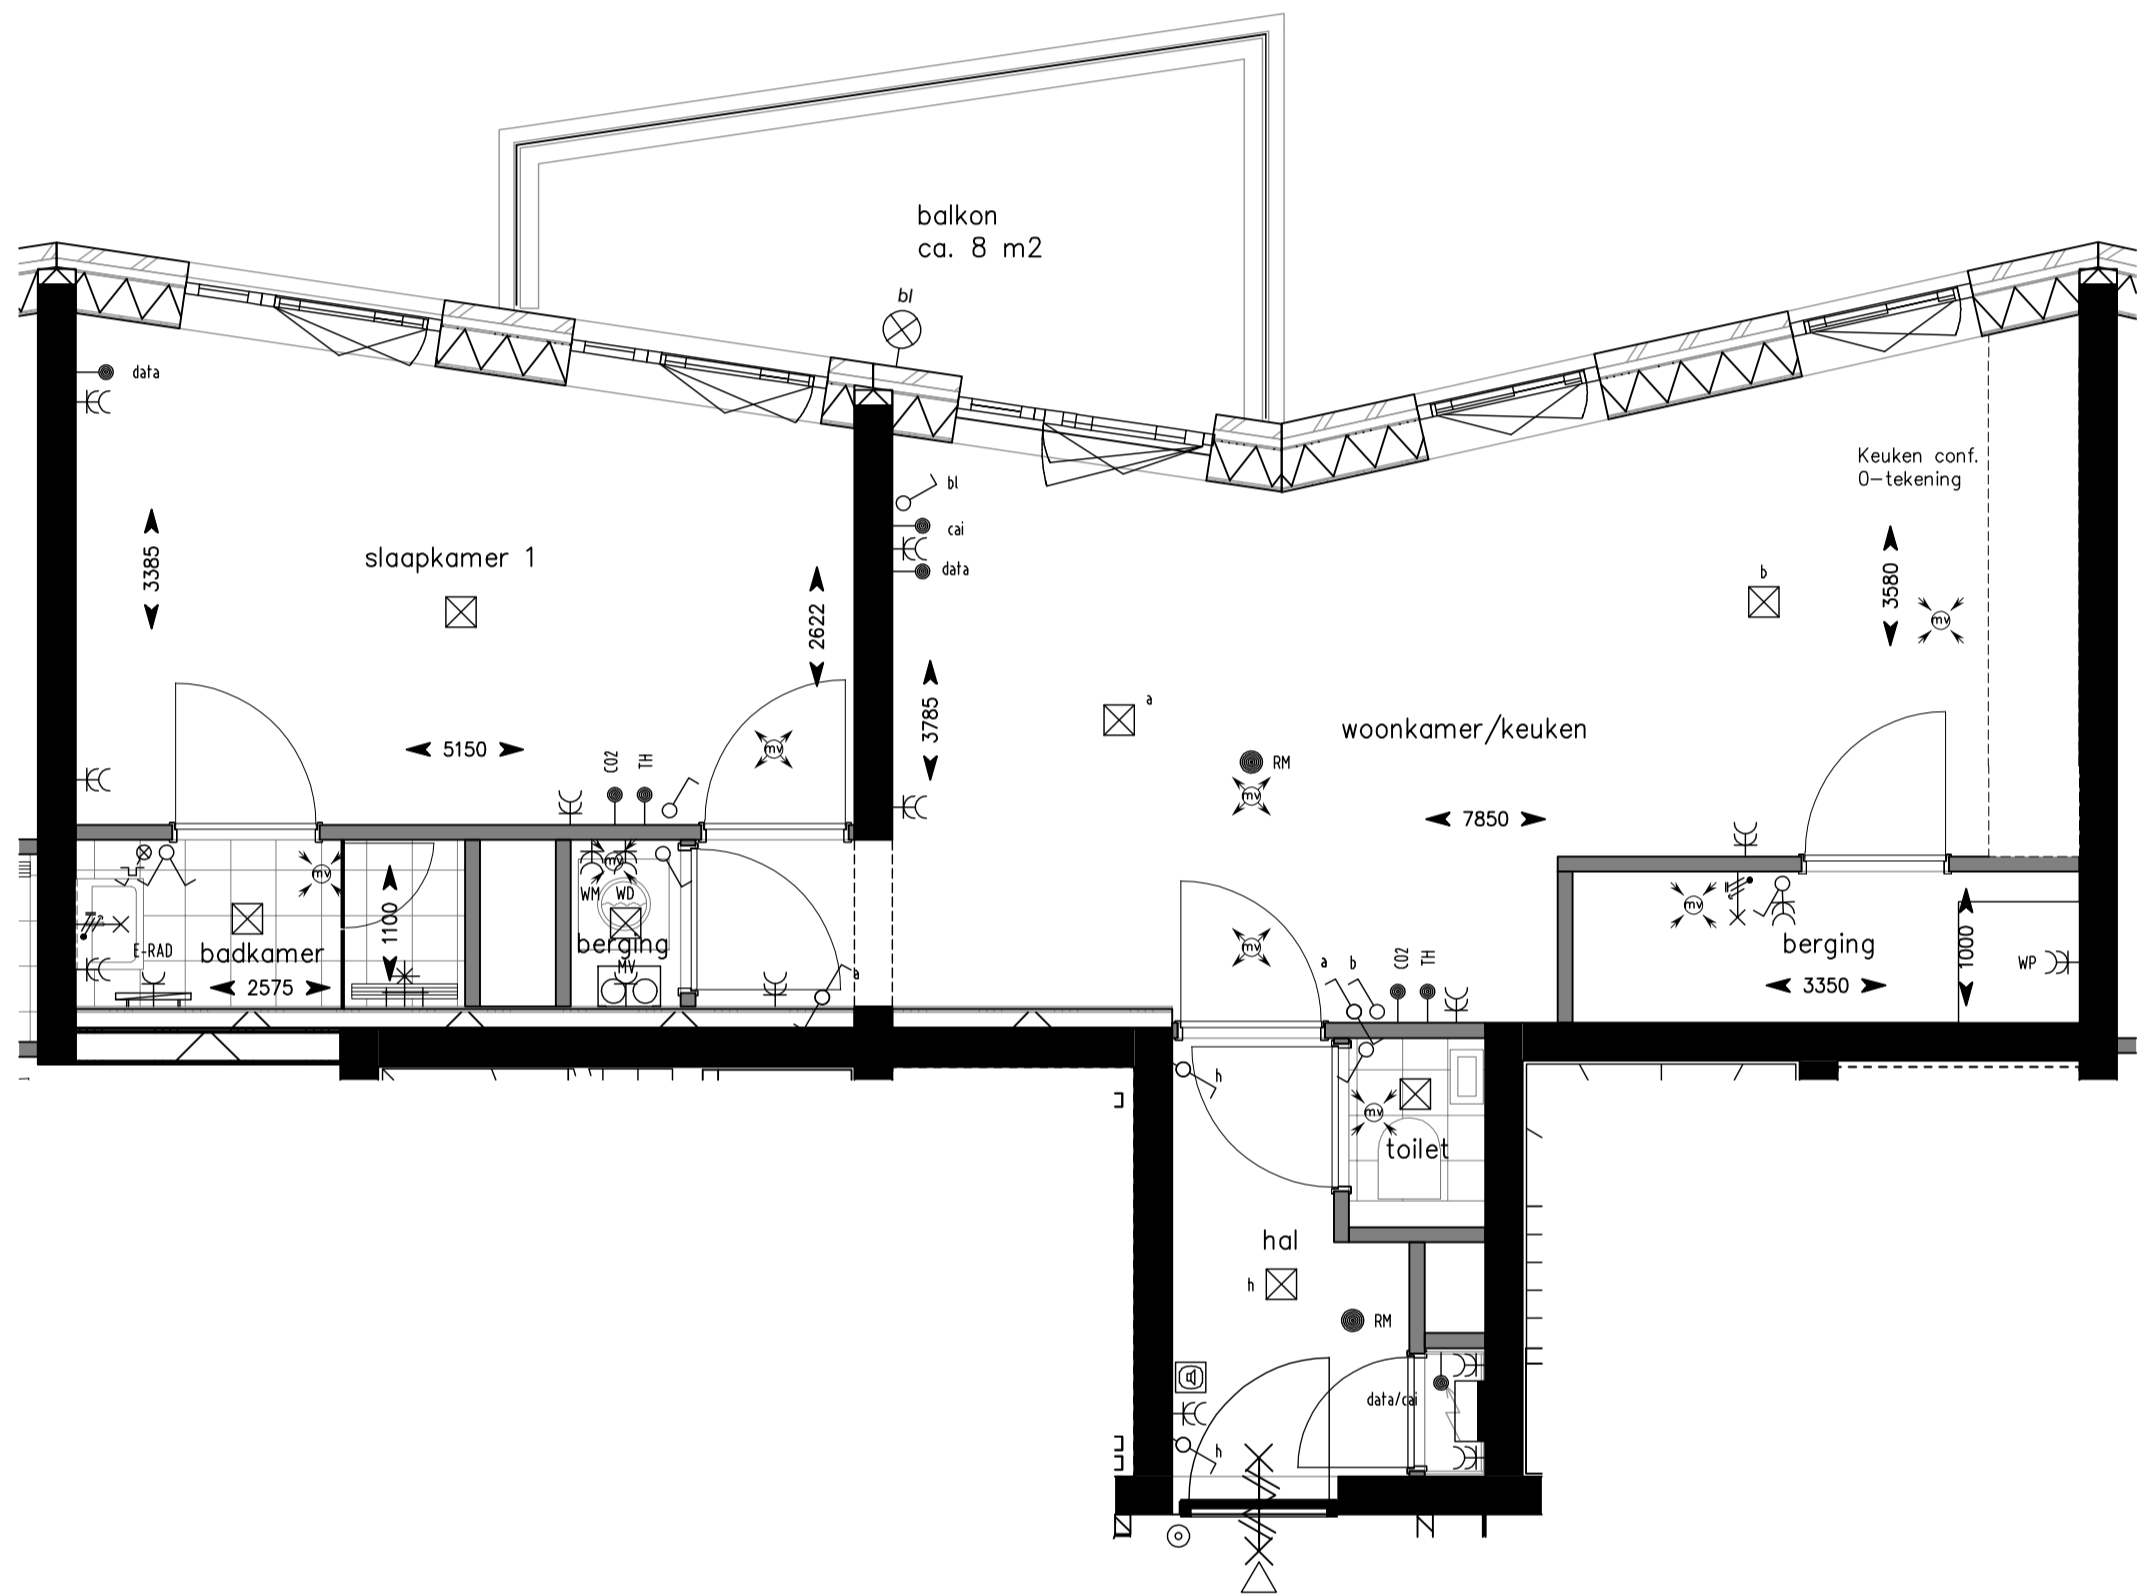 balkon
ca. 8 m2
bl
data
bl
cai
data
Keuken conf.
0-tekening
3385
slaapkamer 1
2622
3785
b
3580
mv
a
woonkamer/keuken
5150
CO2
TH
mv
RM
mv
7850
mv
mv
WM
WD
1100
E-RAD
badkamer
2575
berging
MV
a
mv
a
b
CO2
TH
mv
berging
3350
1000
WP
h
mv
toilet
hal
h
RM
data/cai
h